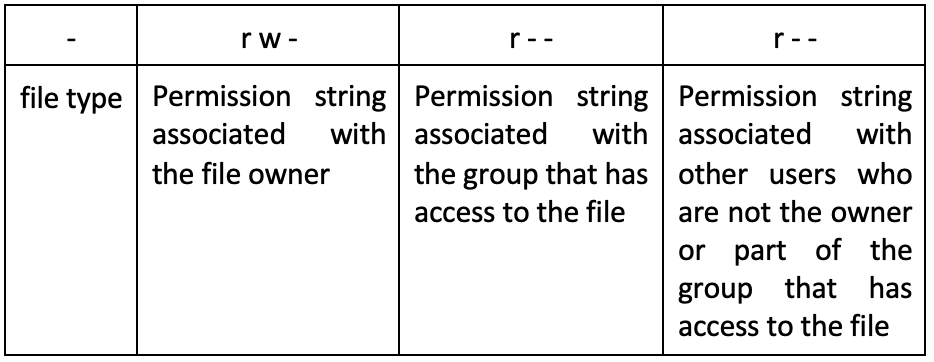 -
r w -
r - -
r - -
file type
Permission string
associated with
the file owner
Permission string
associated with
the group that has
access to the file
Permission string
associated with
other users who
are not the owner
or part of the
group that has
access to the file